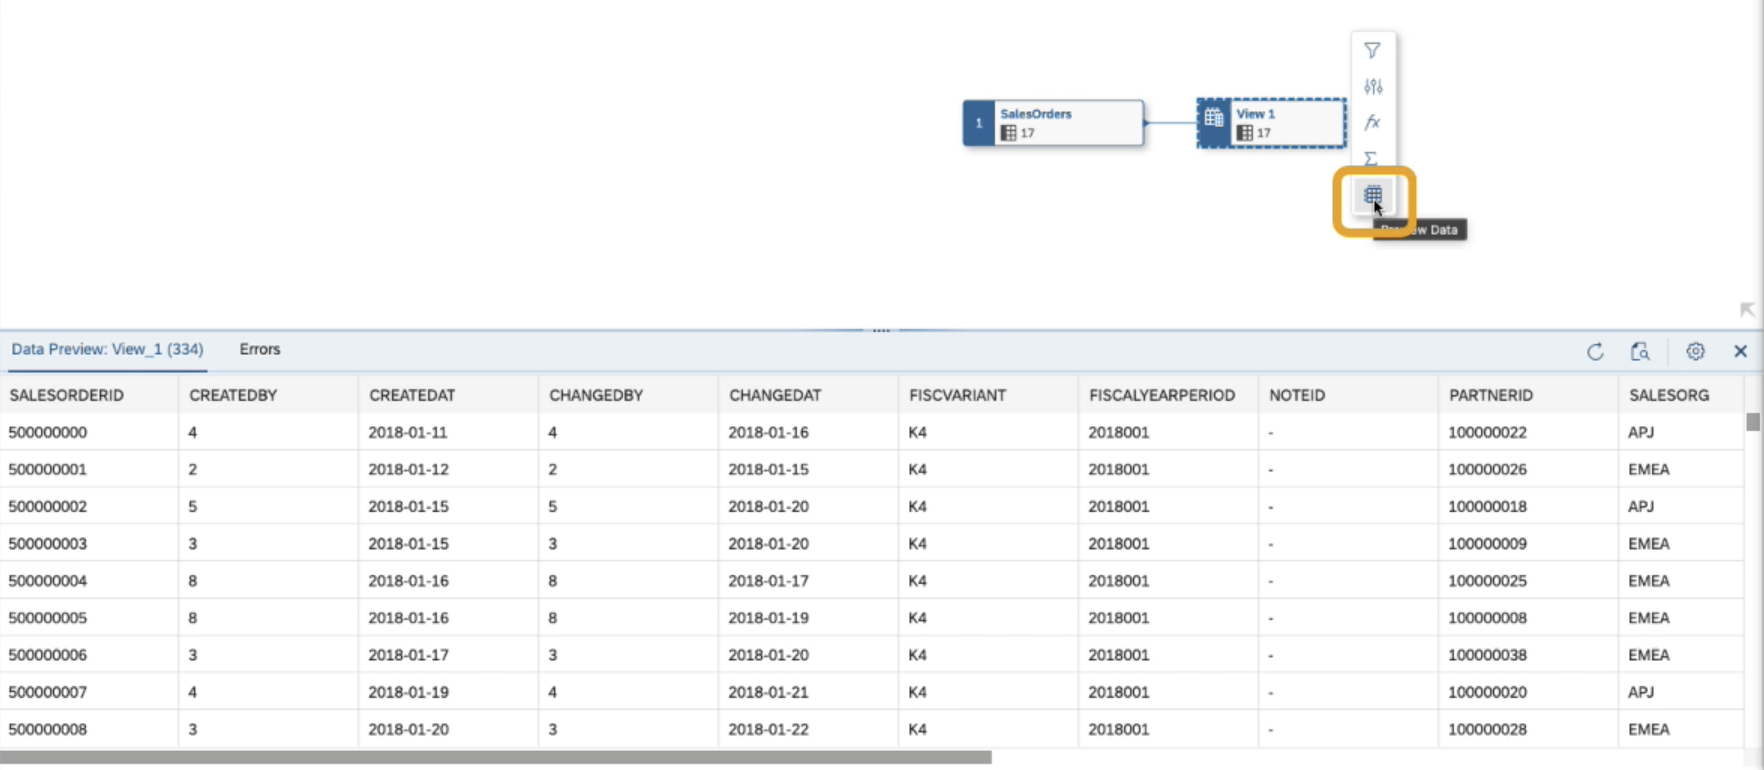 1 SalesOrders
17
View 1
17
fx
Σ
Preview Data
Data Preview: View_1 (334) Errors
SALESORDERID CREATEDBY CREATEDAT CHANGEDBY CHANGEDAT FISCVARIANT FISCALYEARPERIOD NOTEID PARTNERID SALESORG
500000000 4 2018-01-11 4 2018-01-16 K4 2018001 - 100000022 APJ
500000001 2 2018-01-12 2 2018-01-15 K4 2018001 - 100000026 EMEA
500000002 5 2018-01-15 5 2018-01-20 K4 2018001 - 100000018 APJ
500000003 3 2018-01-15 3 2018-01-20 K4 2018001 - 100000009 EMEA
500000004 8 2018-01-16 8 2018-01-17 K4 2018001 - 100000025 EMEA
500000005 8 2018-01-16 8 2018-01-19 K4 2018001 - 100000008 EMEA
500000006 3 2018-01-17 3 2018-01-20 K4 2018001 - 100000038 EMEA
500000007 4 2018-01-19 4 2018-01-21 K4 2018001 - 100000020 APJ
500000008 3 2018-01-20 3 2018-01-22 K4 2018001 - 100000028 EMEA